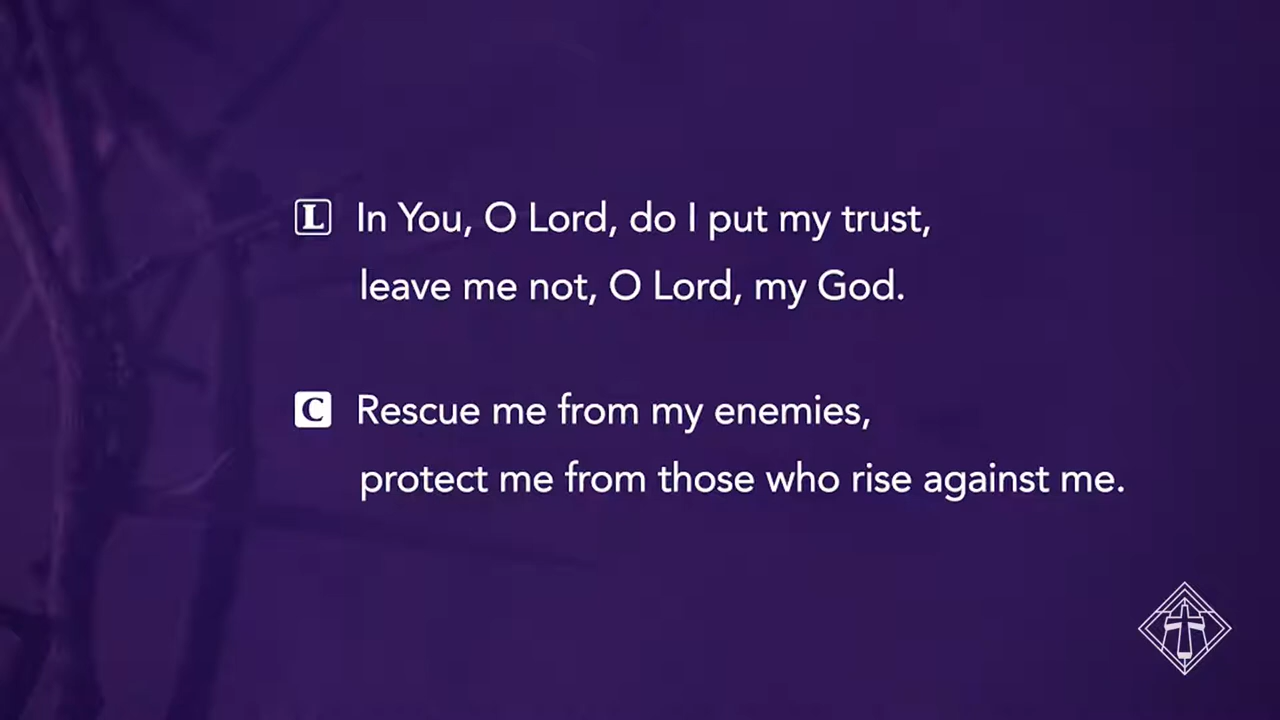 L In You, O Lord, do I put my trust,
leave me not, O Lord, my God.
C Rescue me from my enemies,
protect me from those who rise against me.